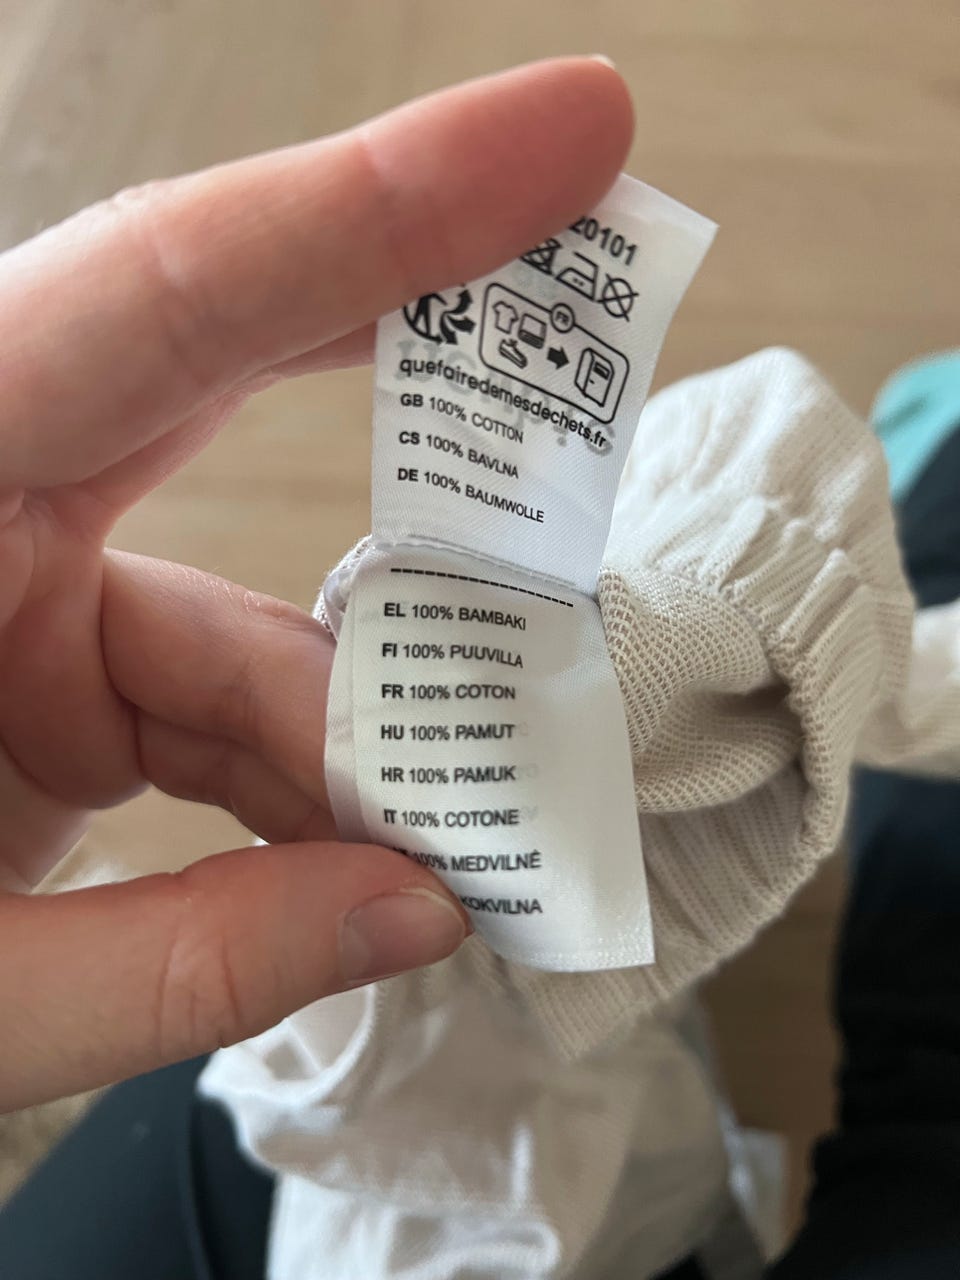 20101
FR
quefairedemesdechets.fr
GB 100% COTTON
CS 100% BAVLNA
DE 100% BAUMWOLLE
EL 100% BAMBAKI
FI 100% PUUVILLA
FR 100% COTON
HU 100% PAMUT
HR 100% PAMUK
IT 100% COTONE
100% MEDVILNĖ
KOKVILNA